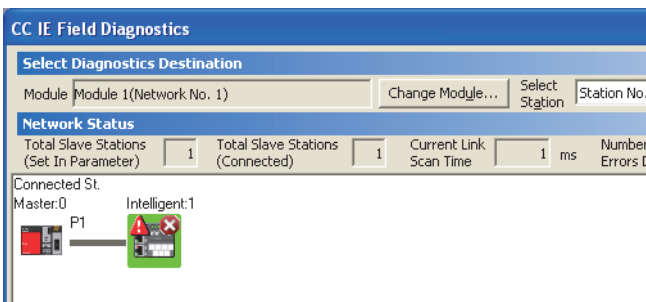 CC IE Field Diagnostics
Select Diagnostics Destination
Module Module 1(Network No. 1) Change Module... Select Station Station No.
Network Status
Total Slave Stations (Set In Parameter) 1 Total Slave Stations (Connected) 1 Current Link Scan Time 1 ms Number Errors
Connected St.
Master:0 Intelligent:1
P1